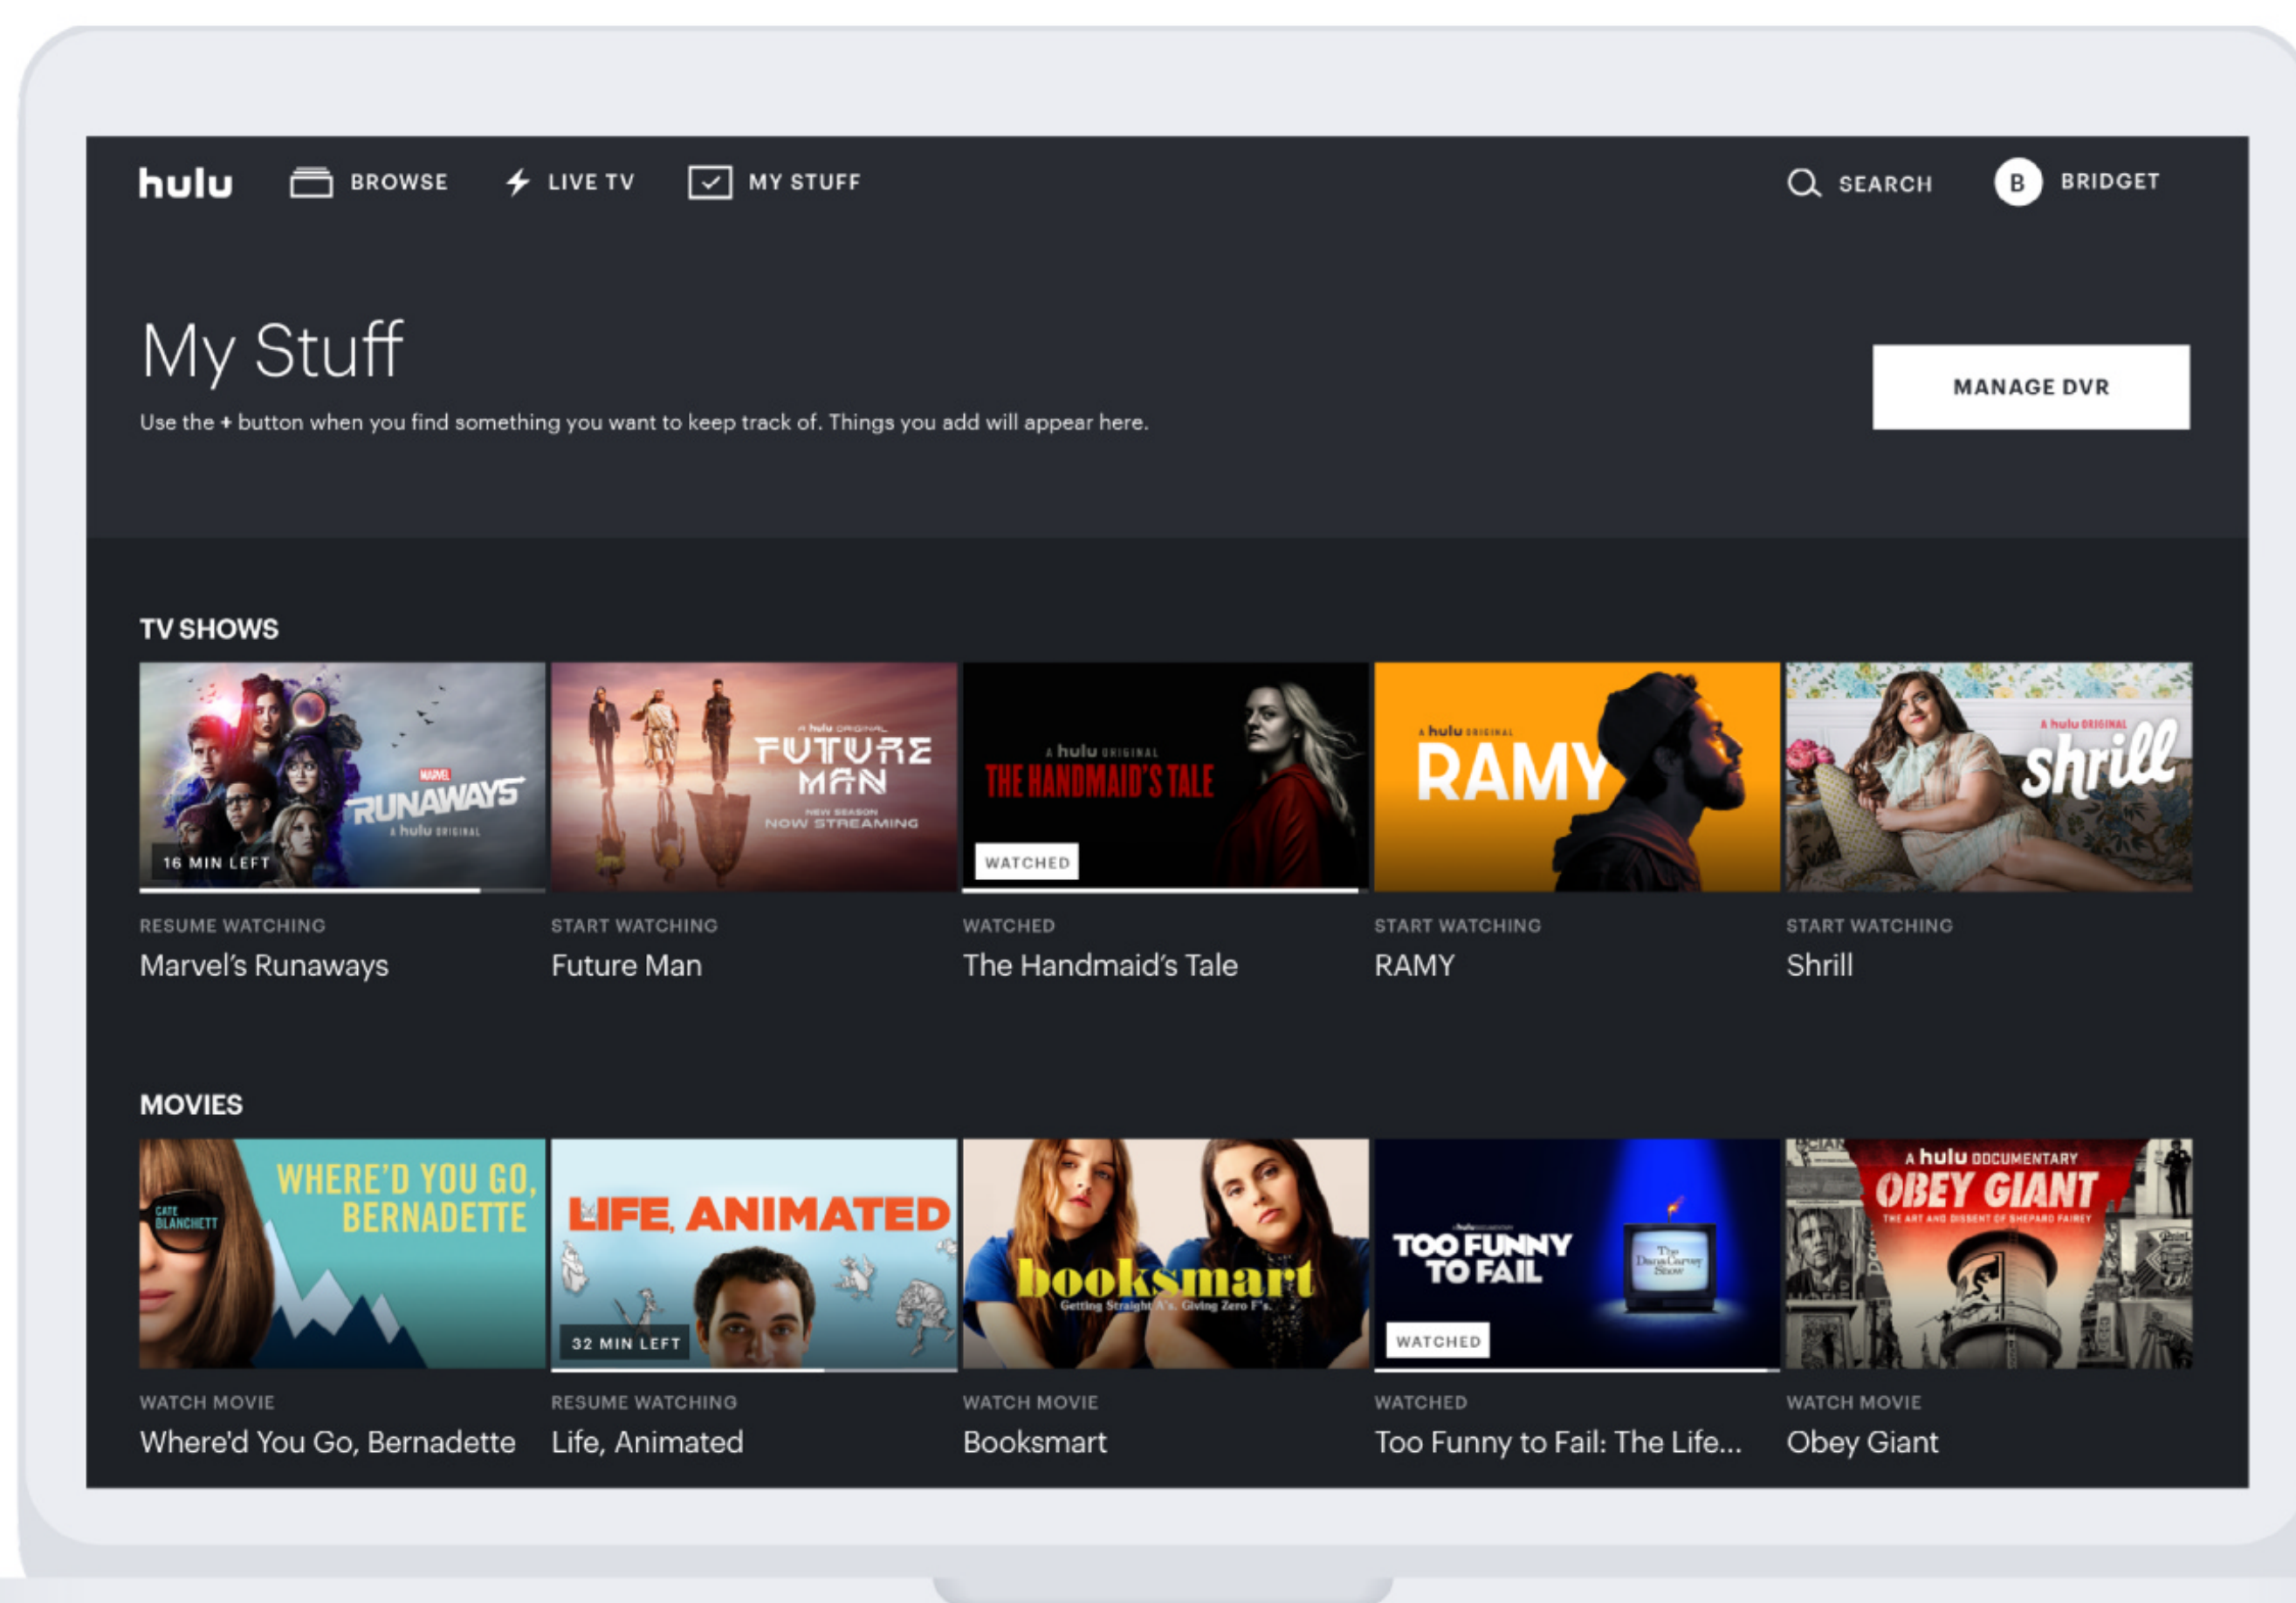 hulu BROWSE LIVE TV MY STUFF SEARCH B BRIDGET
My Stuff
MANAGE DVR
Use the + button when you find something you want to keep track of. Things you add will appear here.
TV SHOWS
MARVEL
RUNAWAYS
A hulu ORIGINAL
16 MIN LEFT
A hulu ORIGINAL
FUTURE
MAN
NEW SEASON
NOW STREAMING
A hulu ORIGINAL
THE HANDMAID'S TALE
WATCHED
A hulu ORIGINAL
RAMY
A hulu ORIGINAL
shrill
RESUME WATCHING
Marvel's Runaways
START WATCHING
Future Man
WATCHED
The Handmaid's Tale
START WATCHING
RAMY
START WATCHING
Shrill
MOVIES
CATE
BLANCHETT
WHERE'D YOU GO,
BERNADETTE
LIFE, ANIMATED
32 MIN LEFT
booksmart
Getting Straight A's. Giving Zero F's.
TOO FUNNY
TO FAIL
The
Dana Carvey
Show
WATCHED
A hulu DOCUMENTARY
OBEY GIANT
THE ART AND DISSENT OF SHEPARD FAIREY
WATCH MOVIE
Where'd You Go, Bernadette
RESUME WATCHING
Life, Animated
WATCH MOVIE
Booksmart
WATCHED
Too Funny to Fail: The Life...
WATCH MOVIE
Obey Giant